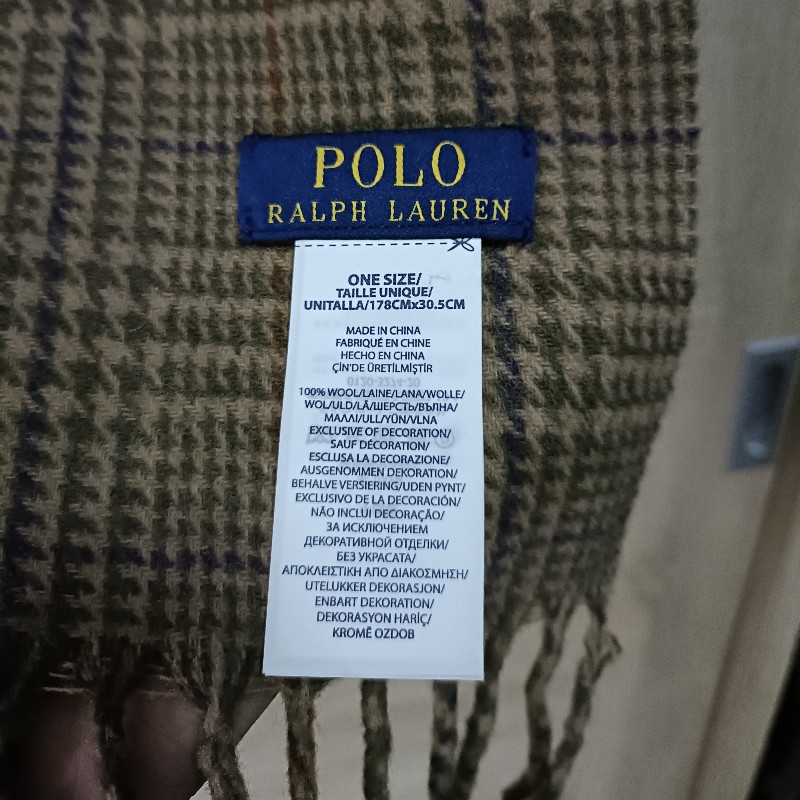 POLO
RALPH LAUREN
ONE SIZE/
TAILLE UNIQUE/
UNITALLA/178CMx30.5CM
MADE IN CHINA
FABRIQUÉ EN CHINE
HECHO EN CHINA
ÇİN'DE ÜRETİLMİŞTİR
100% WOOL/LAINE/LANA/WOLLE/
WOL/ULD/LÃ/ШЕРСТЬ/ВЪЛНА/
ΜΑΛΛΙ/ULL/YÜN/VLNA
EXCLUSIVE OF DECORATION/
SAUF DÉCORATION/
ESCLUSA LA DECORAZIONE/
AUSGENOMMEN DEKORATION/
BEHALVE VERSIERING/UDEN PYNT/
EXCLUSIVO DE LA DECORACIÓN/
NÃO INCLUI DECORAÇÃO/
ЗА ИСКЛЮЧЕНИЕМ
ДЕКОРАТИВНОЙ ОТДЕЛКИ/
БЕЗ УКРАСАТА/
ΑΠΟΚΛΕΙΣΤΙΚΗ ΑΠΟ ΔΙΑΚΟΣΜΗΣΗ/
UTELUKKER DEKORASJON/
ENBART DEKORATION/
DEKORASYON HARİÇ/
KROMĚ OZDOB